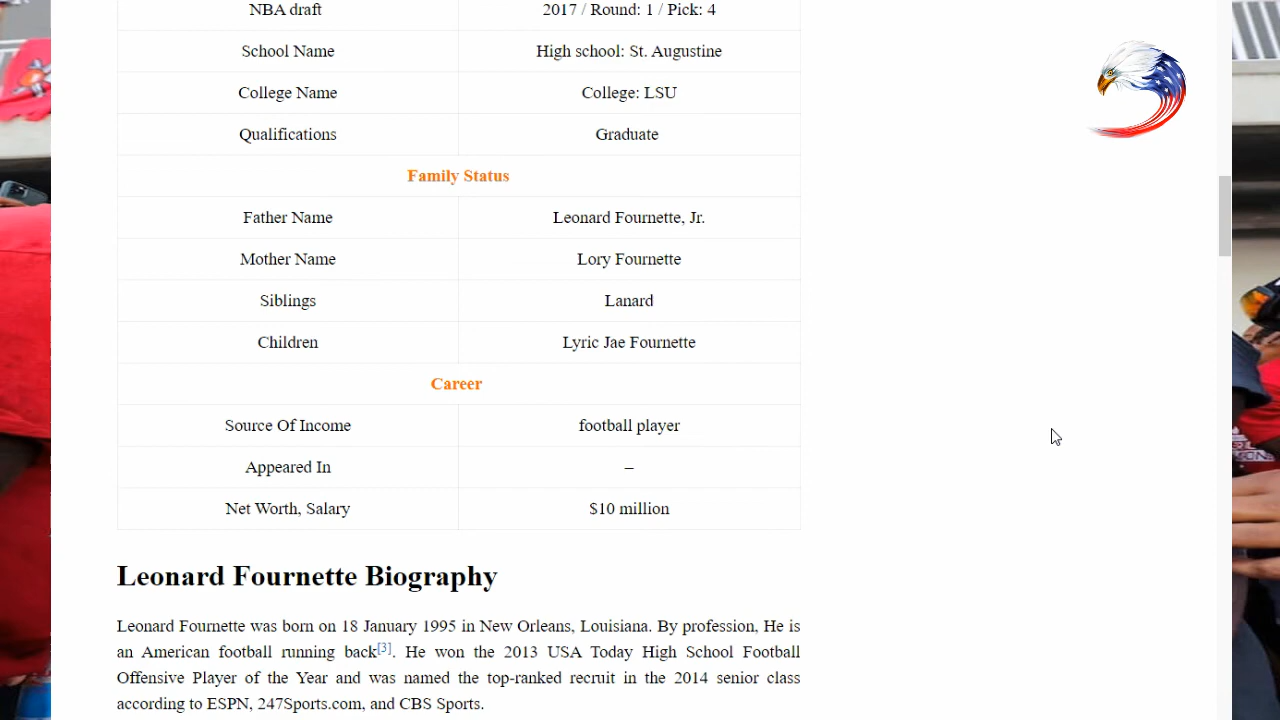 NBA draft 2017 / Round: 1 / Pick: 4
School Name High school: St. Augustine
College Name College: LSU
Qualifications Graduate
Family Status
Father Name Leonard Fournette, Jr.
Mother Name Lory Fournette
Siblings Lanard
Children Lyric Jae Fournette
Career
Source Of Income football player
Appeared In –
Net Worth, Salary $10 million
Leonard Fournette Biography
Leonard Fournette was born on 18 January 1995 in New Orleans, Louisiana. By profession, He is
an American football running back[3]. He won the 2013 USA Today High School Football
Offensive Player of the Year and was named the top-ranked recruit in the 2014 senior class
according to ESPN, 247Sports.com, and CBS Sports.